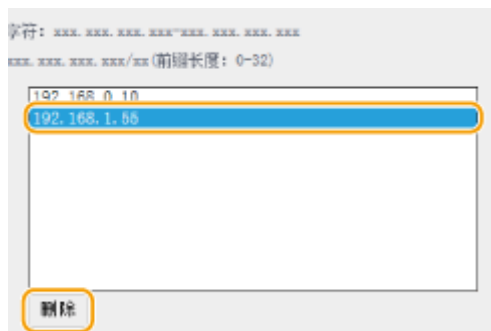 字符: xxx. xxx. xxx. xxx-xxx. xxx. xxx. xxx
xxx. xxx. xxx. xxx/xx(前缀长度: 0-32)
192.168.0.10
192.168.1.55
删除